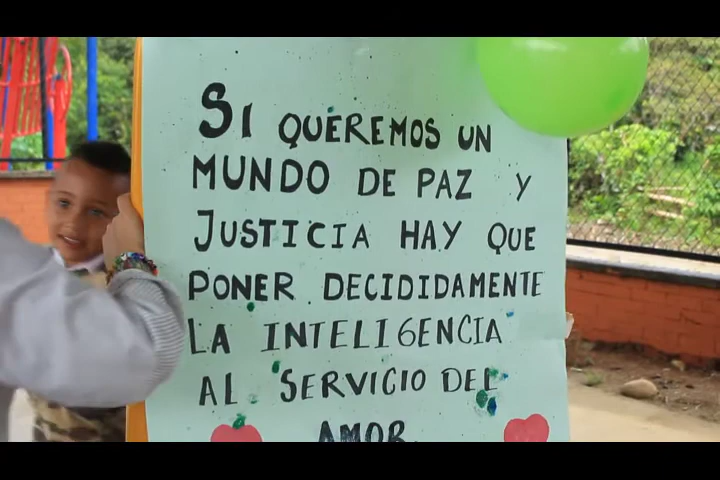 SI QUEREMOS UN
MUNDO DE PAZ Y
JUSTICIA HAY QUE
PONER DECIDIDAMENTE
LA INTELIGENCIA
AL SERVICIO DEL
AMOR.